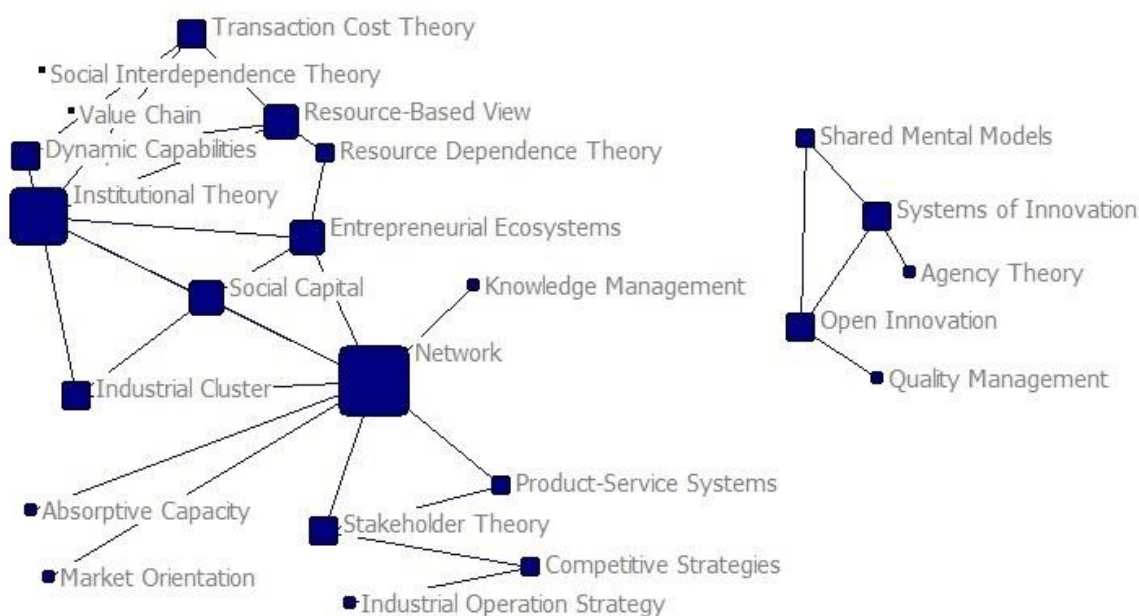 Transaction Cost Theory
Social Interdependence Theory
Value Chain
Resource-Based View
Dynamic Capabilities
Resource Dependence Theory
Institutional Theory
Entrepreneurial Ecosystems
Social Capital
Knowledge Management
Network
Industrial Cluster
Product-Service Systems
Absorptive Capacity
Stakeholder Theory
Market Orientation
Competitive Strategies
Industrial Operation Strategy
Shared Mental Models
Systems of Innovation
Agency Theory
Open Innovation
Quality Management